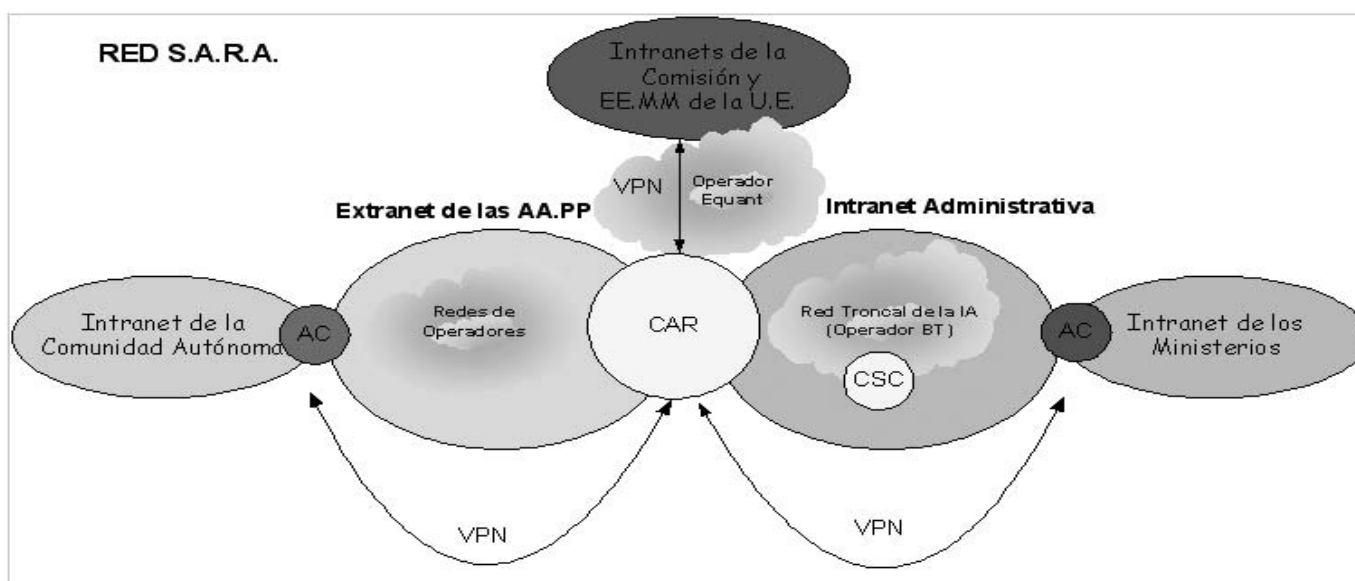 RED S.A.R.A.
Intranets de la
Comisión y
EE.MM de la U.E.
VPN
Operador
Equant
Extranet de las AA.PP
Intranet Administrativa
Redes de
Operadores
CAR
Red Troncal de la IA
(Operador BT)
CSC
Intranet de la
Comunidad Autónoma
AC
AC
Intranet de los
Ministerios
VPN
VPN